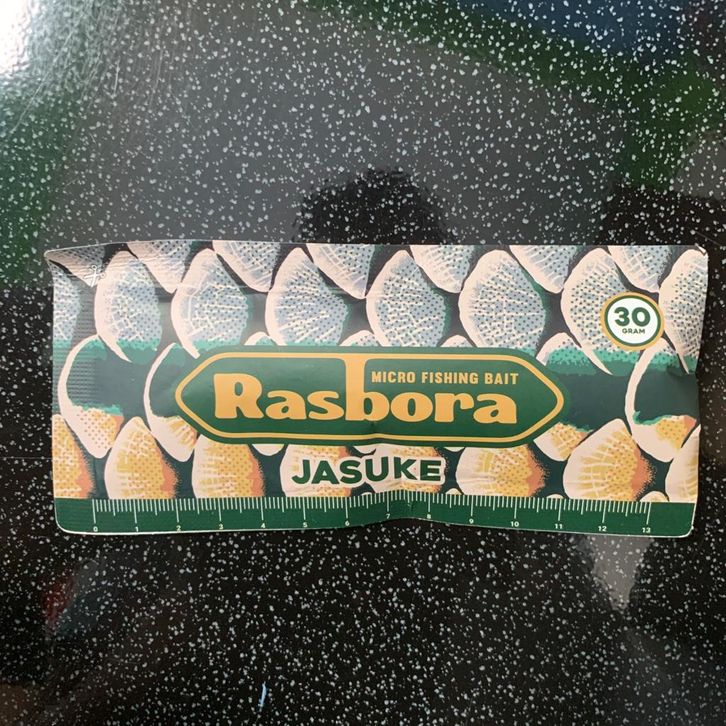 30
GRAM
MICRO FISHING BAIT
Rasbora
JASUKE
0 1 2 3 4 5 6 7 8 9 10 11 12 13